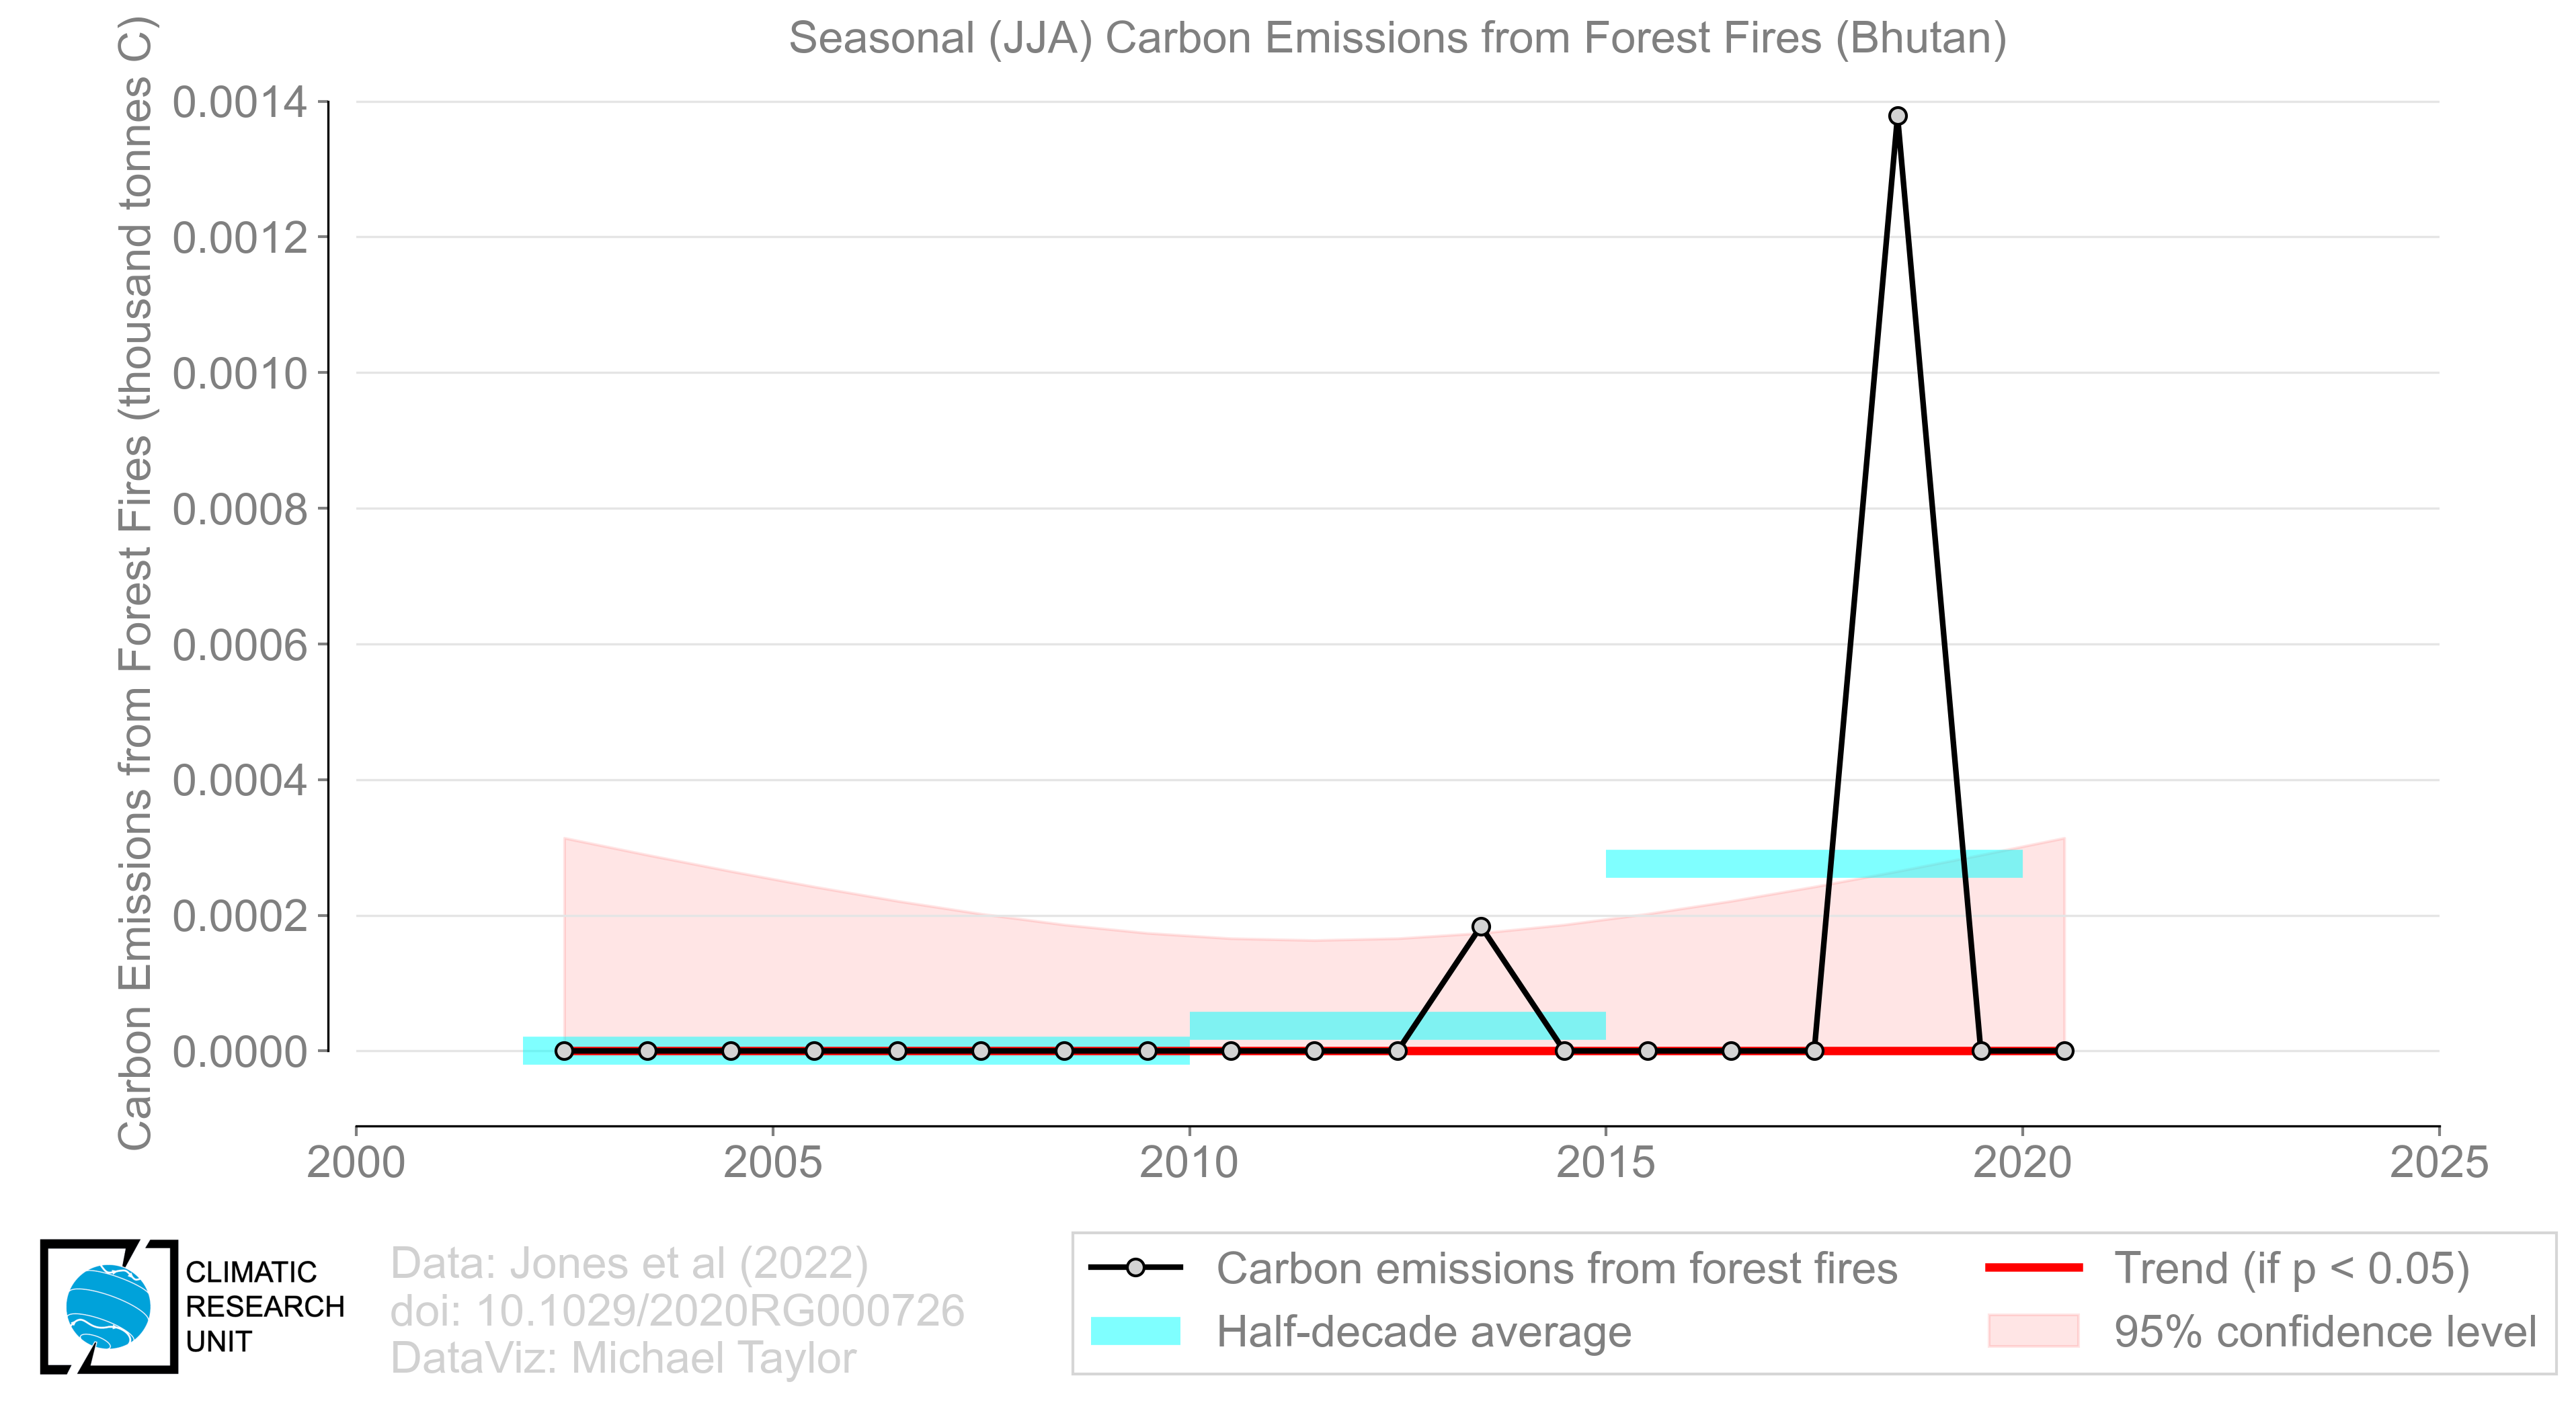 Seasonal (JJA) Carbon Emissions from Forest Fires (Bhutan)
Carbon Emissions from Forest Fires (thousand tonnes C)
0.0014
0.0012
0.0010
0.0008
0.0006
0.0004
0.0002
0.0000
2000 2005 2010 2015 2020 2025
CLIMATIC
RESEARCH
UNIT
Data: Jones et al (2022)
doi: 10.1029/2020RG000726
DataViz: Michael Taylor
Carbon emissions from forest fires
Half-decade average
Trend (if p < 0.05)
95% confidence level